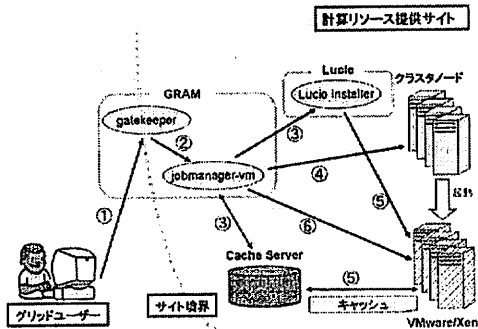 計算リソース提供サイト
Lucie
Lucie Installer
クラスタノード
GRAM
gatekeeper
②
③
jobmanager-vm
④
起動
①
③
⑤
⑥
Cache Server
⑤
グリッドユーザー
サイト境界
キャッシュ
VMware/Xen